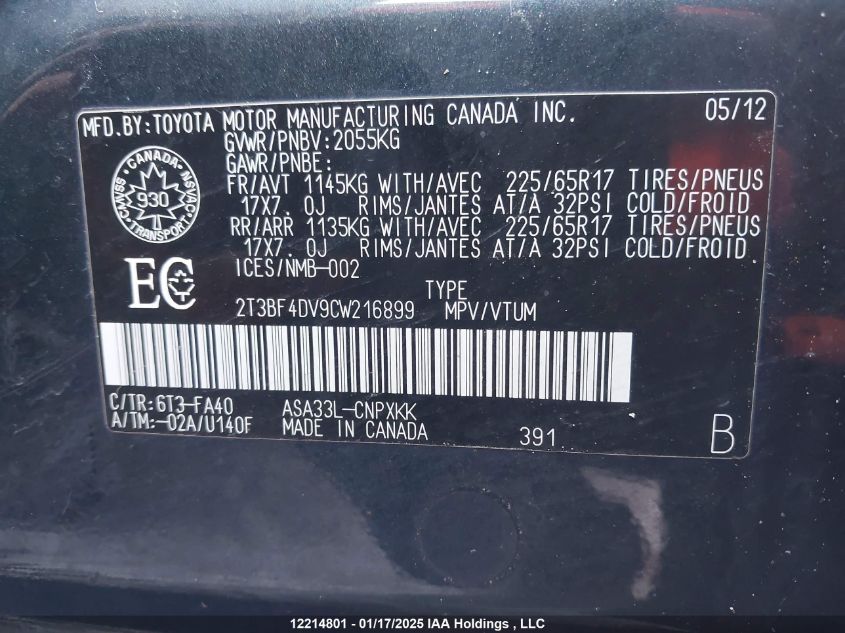 MFD.BY:TOYOTA MOTOR MANUFACTURING CANADA INC. 05/12
GVWR/PNBV:2055KG
GAWR/PNBE:
FR/AVT 1145KG WITH/AVEC 225/65R17 TIRES/PNEUS
17X7.0J RIMS/JANTES AT/A 32PSI COLD/FROID
RR/ARR 1135KG WITH/AVEC 225/65R17 TIRES/PNEUS
17X7.0J RIMS/JANTES AT/A 32PSI COLD/FROID
CANADA
CMVSS NSVAC
930
TRANSPORT
ICES/NMB-002
EC
TYPE
2T3BF4DV9CW216899 MPV/VTUM
C/TR:6T3-FA40 ASA33L-CNPXKK
A/TM:-02A/U140F MADE IN CANADA 391 B
12214801 - 01/17/2025 IAA Holdings , LLC